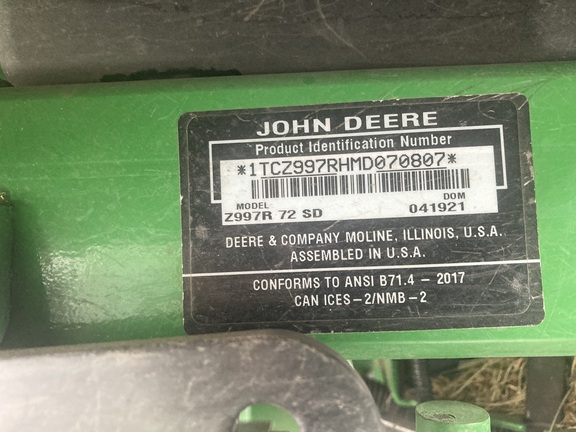 JOHN DEERE
Product Identification Number
*1TCZ997RHMD070807*
MODEL DOM
Z997R 72 SD 041921
DEERE & COMPANY MOLINE, ILLINOIS, U.S.A.
ASSEMBLED IN U.S.A.
CONFORMS TO ANSI B71.4 – 2017
CAN ICES–2/NMB–2